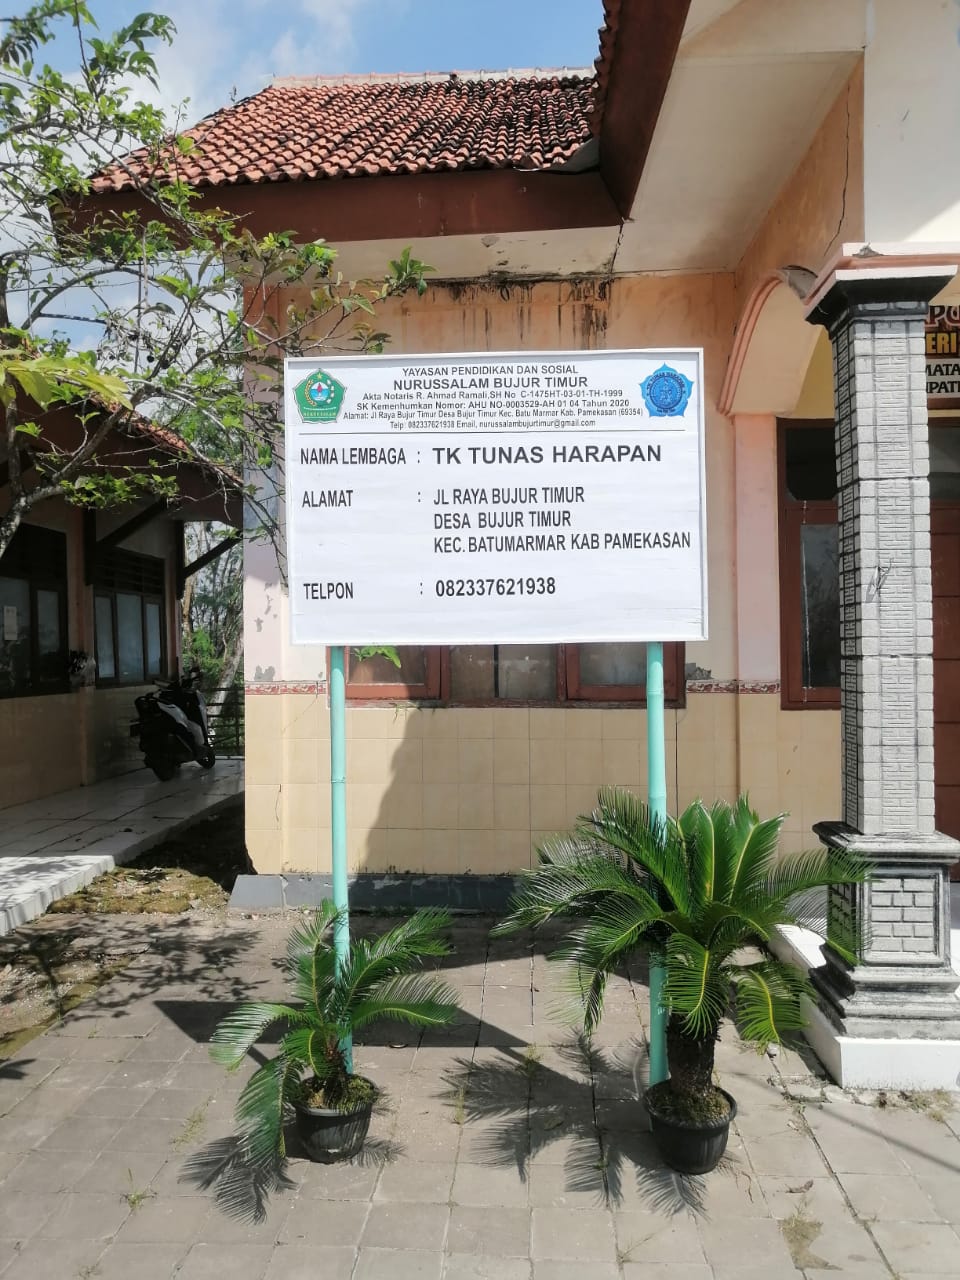 YAYASAN PENDIDIKAN DAN SOSIAL
NURUSSALAM BUJUR TIMUR
Akta Notaris R. Ahmad Ramali,SH No C-1475HT-03-01-TH-1999
SK Kemenhumkan Nomor: AHU NO-0003529-AH 01 04 Tahun 2020
Alamat: Jl Raya Bujur Timur Desa Bujur Timur Kec. Batu Marmar Kab. Pamekasan (69354)
Telp: 082337621938 Email, nurussalambujurtimur@gmail.com
NAMA LEMBAGA : TK TUNAS HARAPAN
ALAMAT : JL RAYA BUJUR TIMUR
DESA BUJUR TIMUR
KEC. BATUMARMAR KAB PAMEKASAN
TELPON : 082337621938